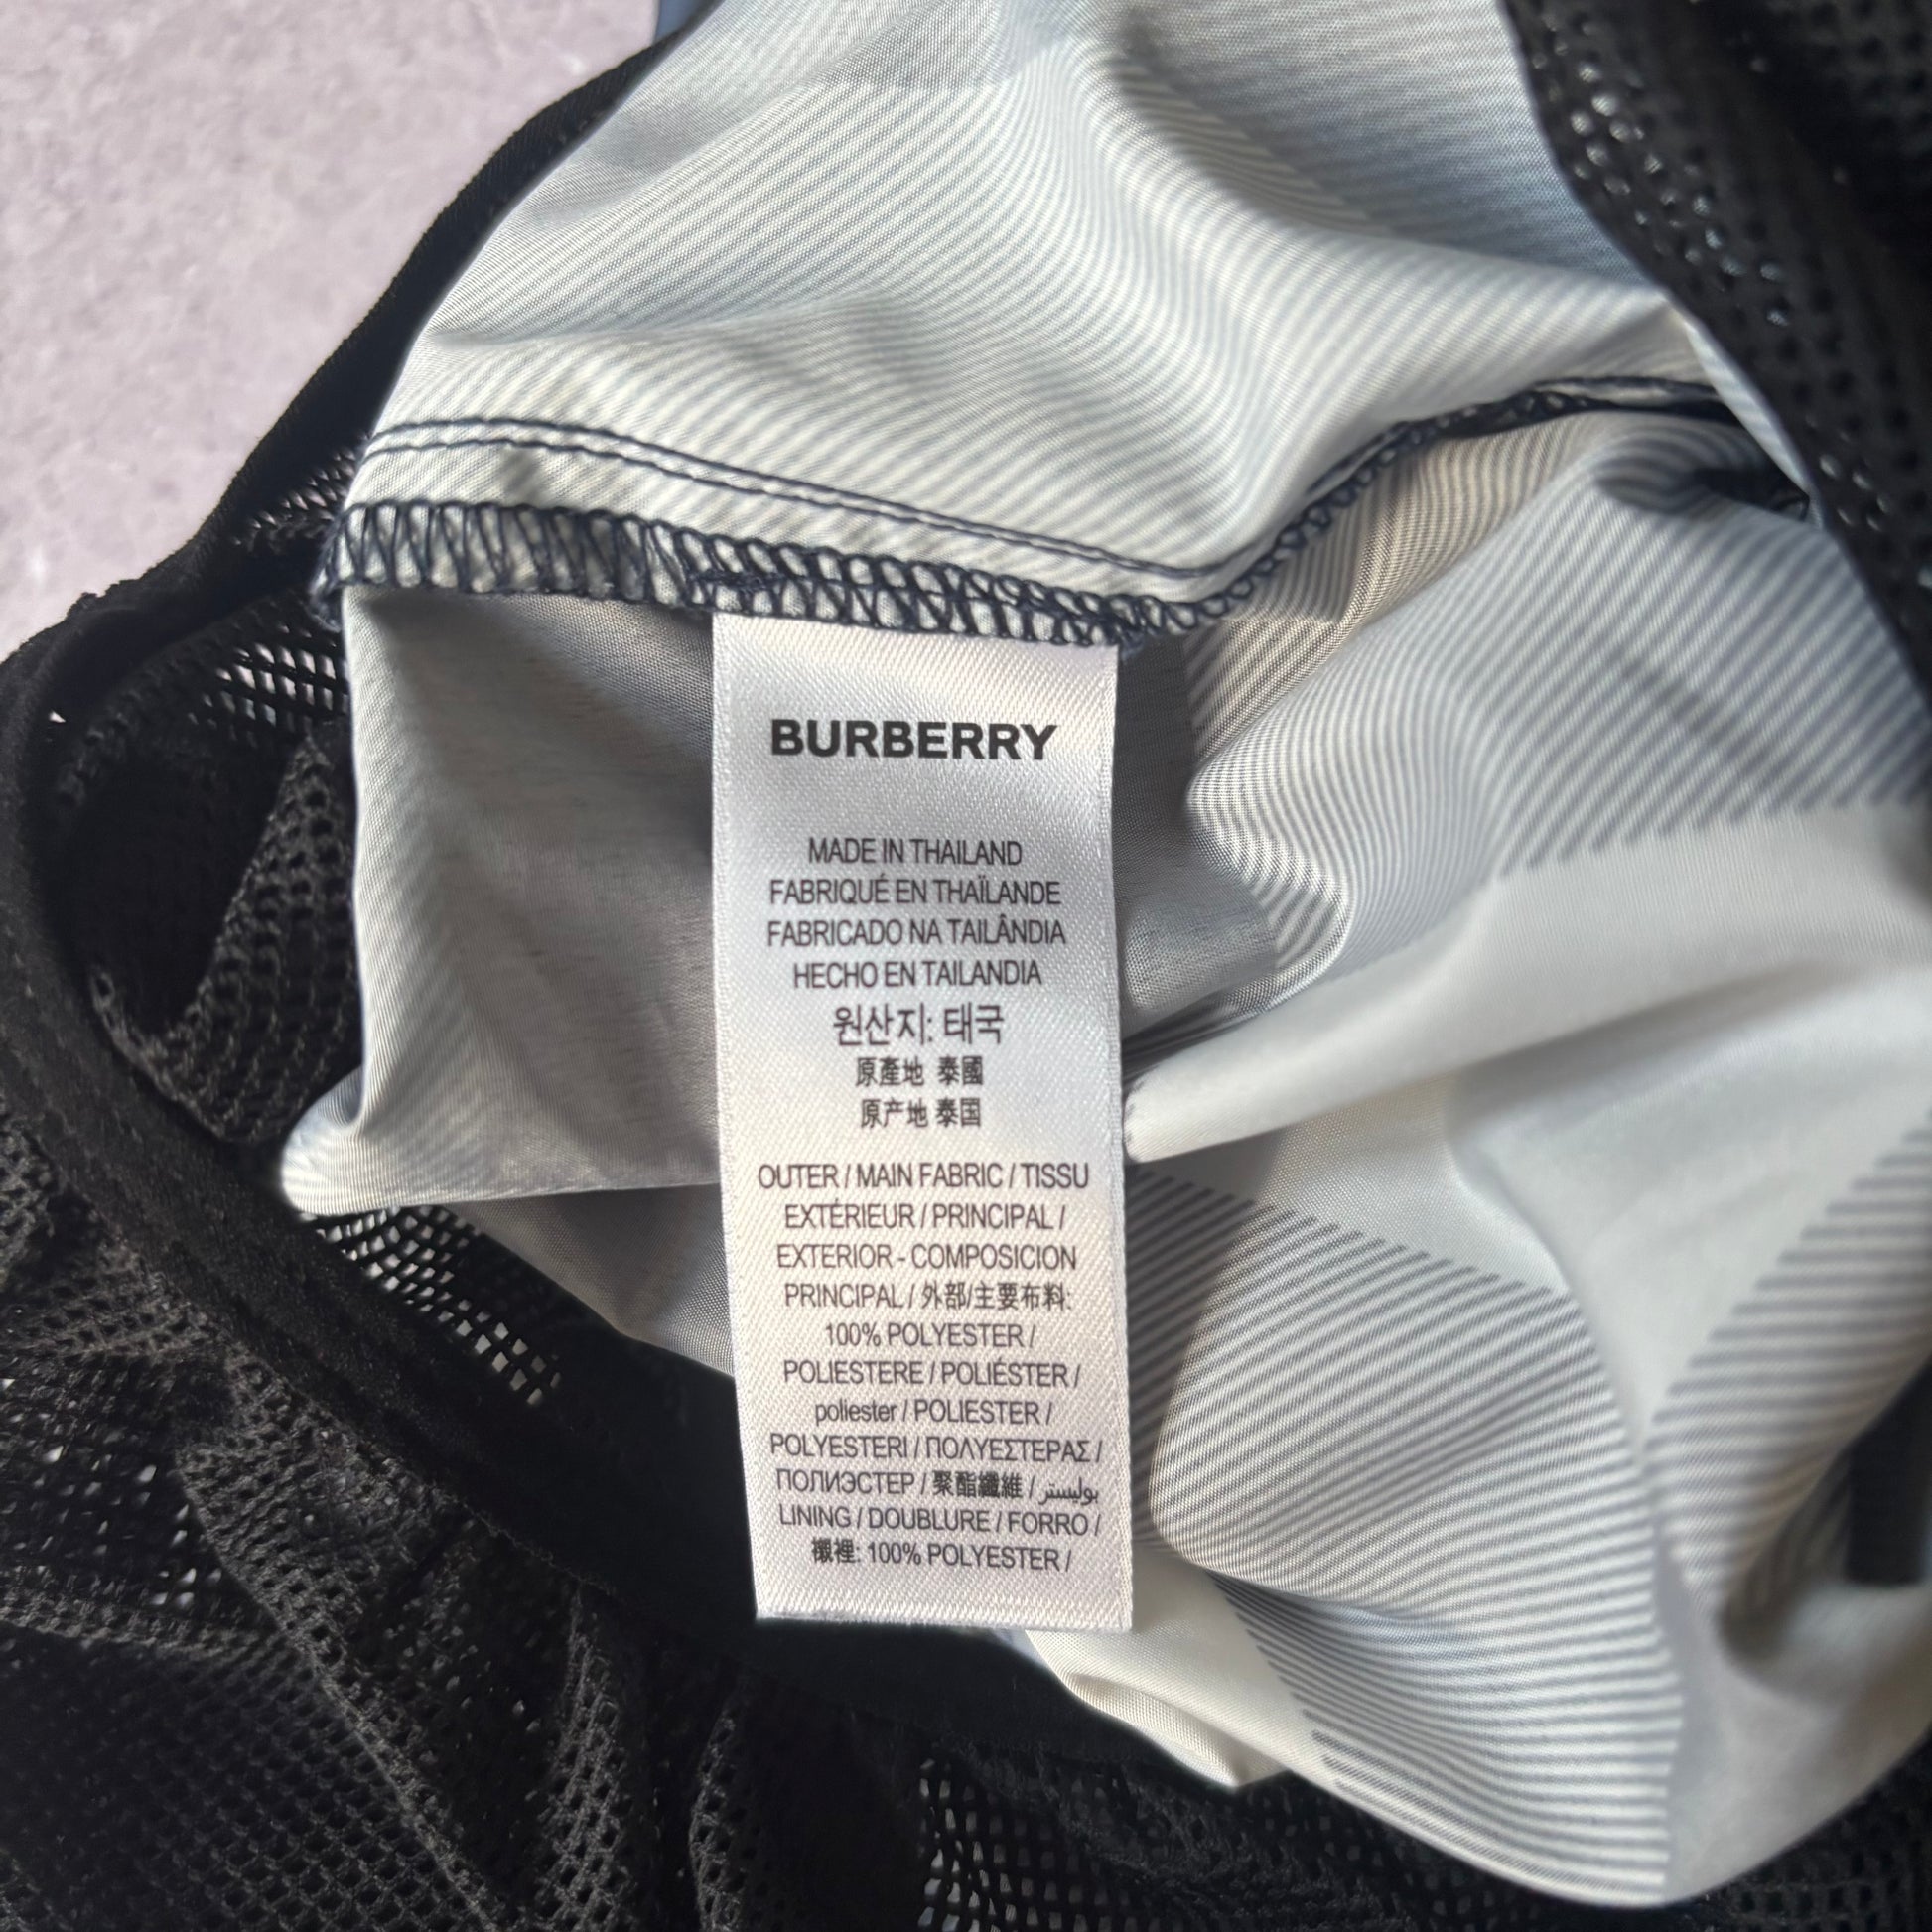 BURBERRY
MADE IN THAILAND
FABRIQUÉ EN THAÏLANDE
FABRICADO NA TAILÂNDIA
HECHO EN TAILANDIA
원산지: 태국
原產地 泰國
原产地 泰国
OUTER / MAIN FABRIC / TISSU
EXTÉRIEUR / PRINCIPAL /
EXTERIOR - COMPOSICION
PRINCIPAL / 外部/主要布料:
100% POLYESTER /
POLIESTERE / POLIÉSTER /
poliester / POLIESTER /
POLYESTERI / ΠΟΛΥΕΣΤΕΡΑΣ /
ПОЛИЭСТЕР / 聚酯纖維 / بوليستر
LINING / DOUBLURE / FORRO /
襯裡: 100% POLYESTER /